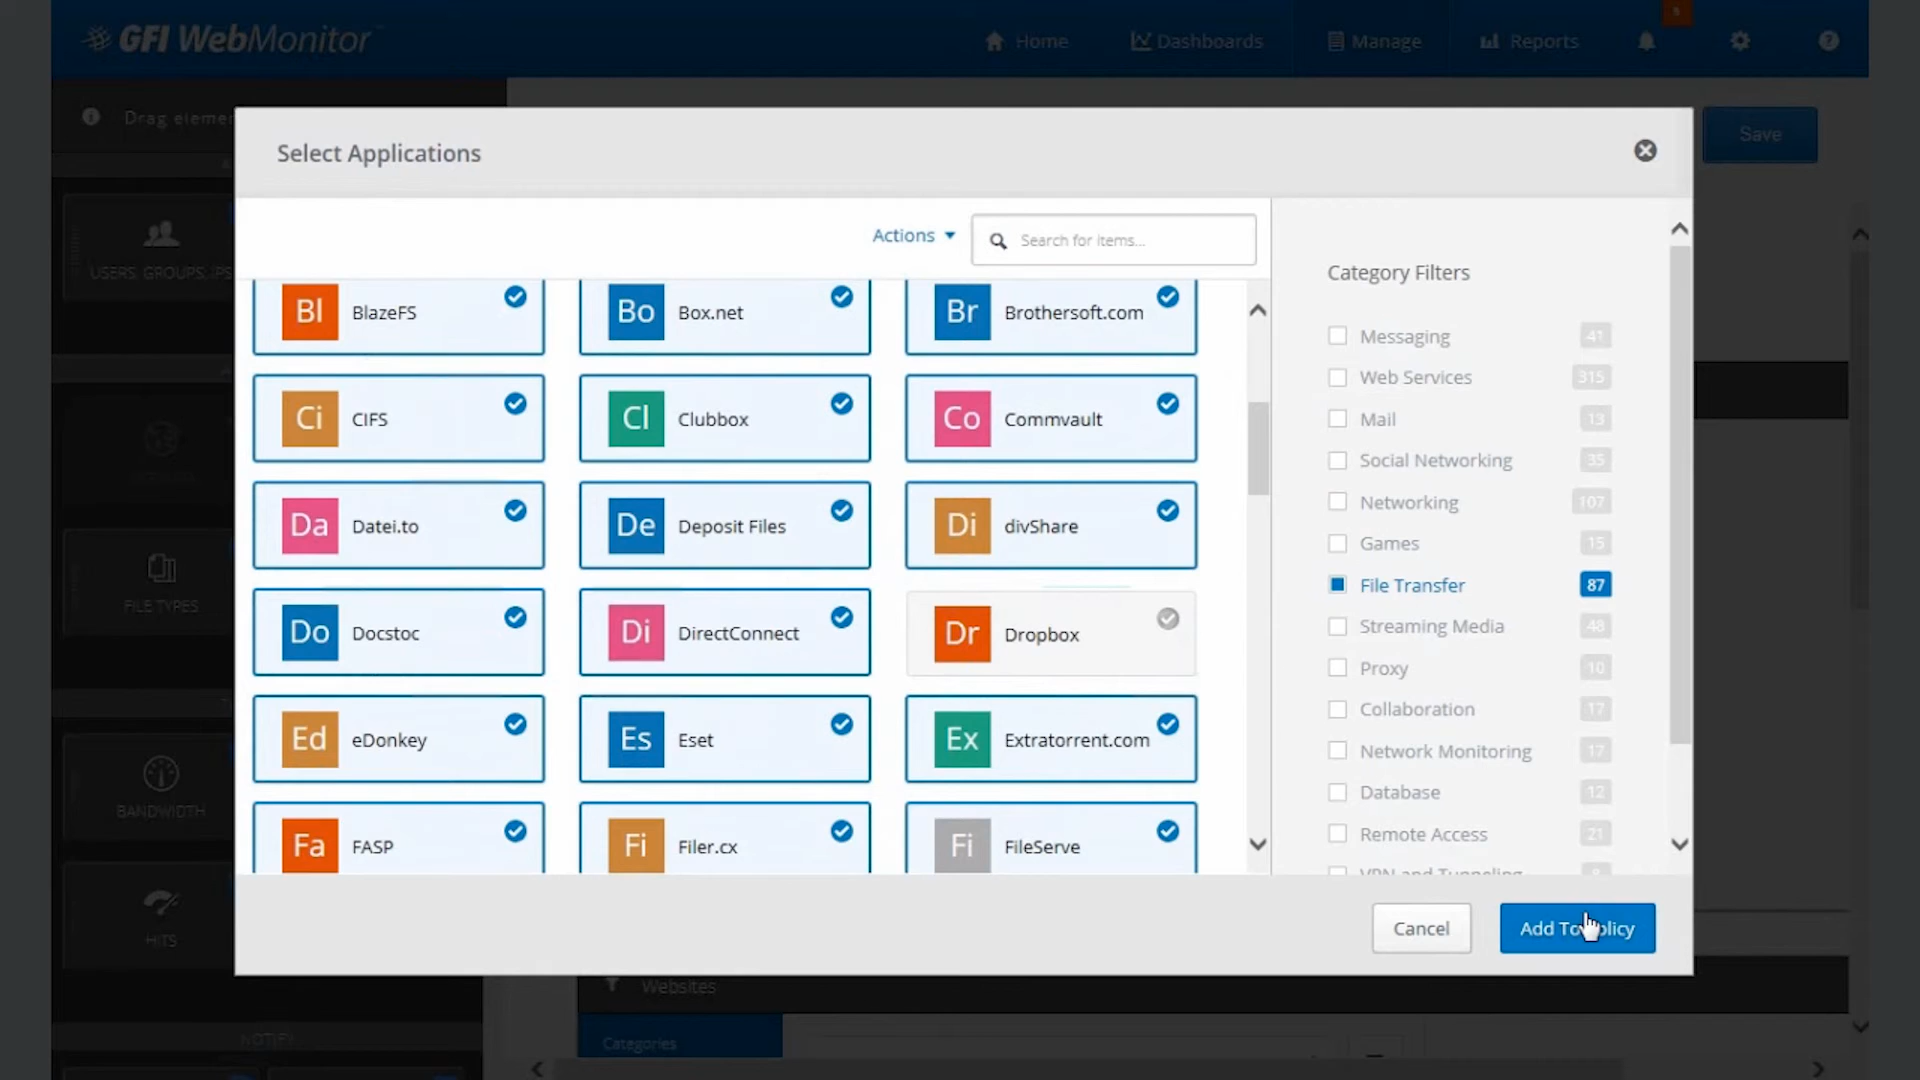 GFI WebMonitor
Home
Dashboards
Manage
Reports
Drag elemen
Save
USERS, GROUPS, IPS
FILE TYPES
BANDWIDTH
HITS
NOTIFY
Select Applications
Actions
Search for items...
Bl BlazeFS
Bo Box.net
Br Brothersoft.com
Ci CIFS
Cl Clubbox
Co Commvault
Da Datei.to
De Deposit Files
Di divShare
Do Docstoc
Di DirectConnect
Dr Dropbox
Ed eDonkey
Es Eset
Ex Extratorrent.com
Fa FASP
Fi Filer.cx
Fi FileServe
Category Filters
Messaging 41
Web Services 315
Mail 13
Social Networking 35
Networking 107
Games 15
File Transfer 87
Streaming Media 48
Proxy 10
Collaboration 17
Network Monitoring 17
Database 12
Remote Access 21
VPN and Tunneling
Cancel
Add To Policy
Websites
Categories